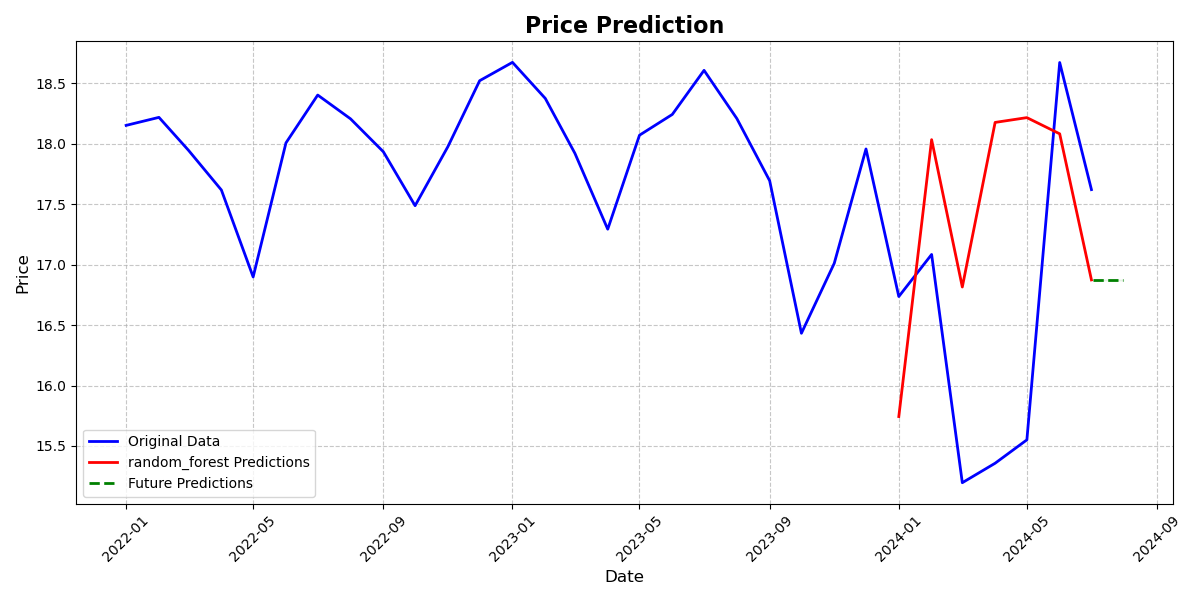 Price Prediction
18.5
18.0
17.5
17.0
16.5
16.0
15.5
Price
Original Data
random_forest Predictions
Future Predictions
2022-01
2022-05
2022-09
2023-01
2023-05
2023-09
2024-01
2024-05
2024-09
Date